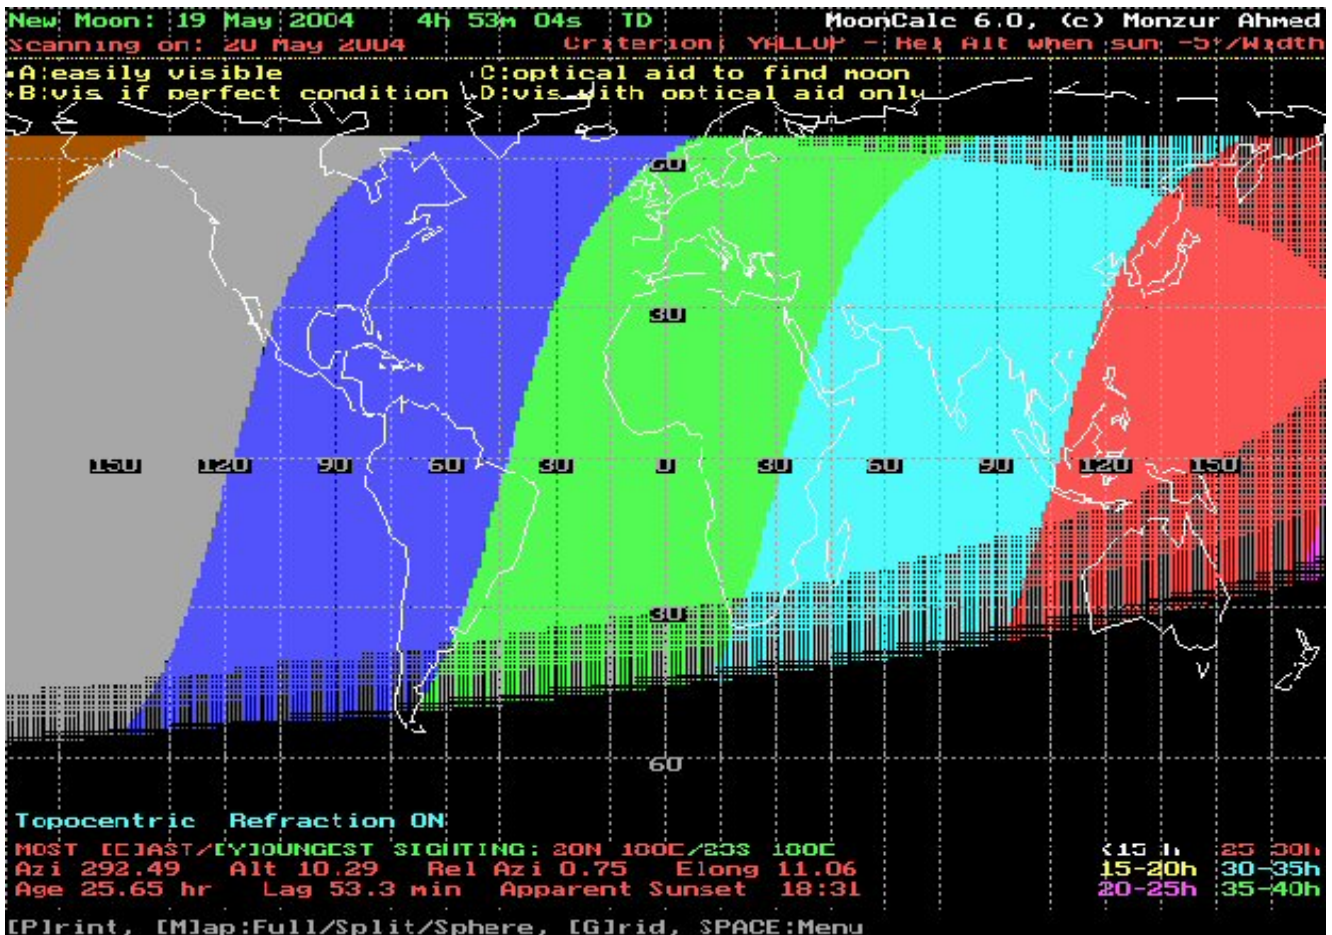 New Moon: 19 May 2004 4h 53m 04s TD MoonCalc 6.0, (c) Monzur Ahmed
Scanning on: 20 May 2004 Criterion: YALLOP - Rel Alt when sun -5°/Width
A:easily visible C:optical aid to find moon
B:vis if perfect condition D:vis with optical aid only
60
30
150 120 90 60 30 0 30 60 90 120 150
30
60
Topocentric Refraction ON
MOST [E]AST/[Y]OUNGEST SIGHTING: 20N 180E/23S 180E
Azi 292.49 Alt 10.29 Rel Azi 0.75 Elong 11.06
Age 25.65 hr Lag 53.3 min Apparent Sunset 18:31
<15 h 25-30h
15-20h 30-35h
20-25h 35-40h
[P]rint, [M]ap:Full/Split/Sphere, [G]rid, SPACE:Menu